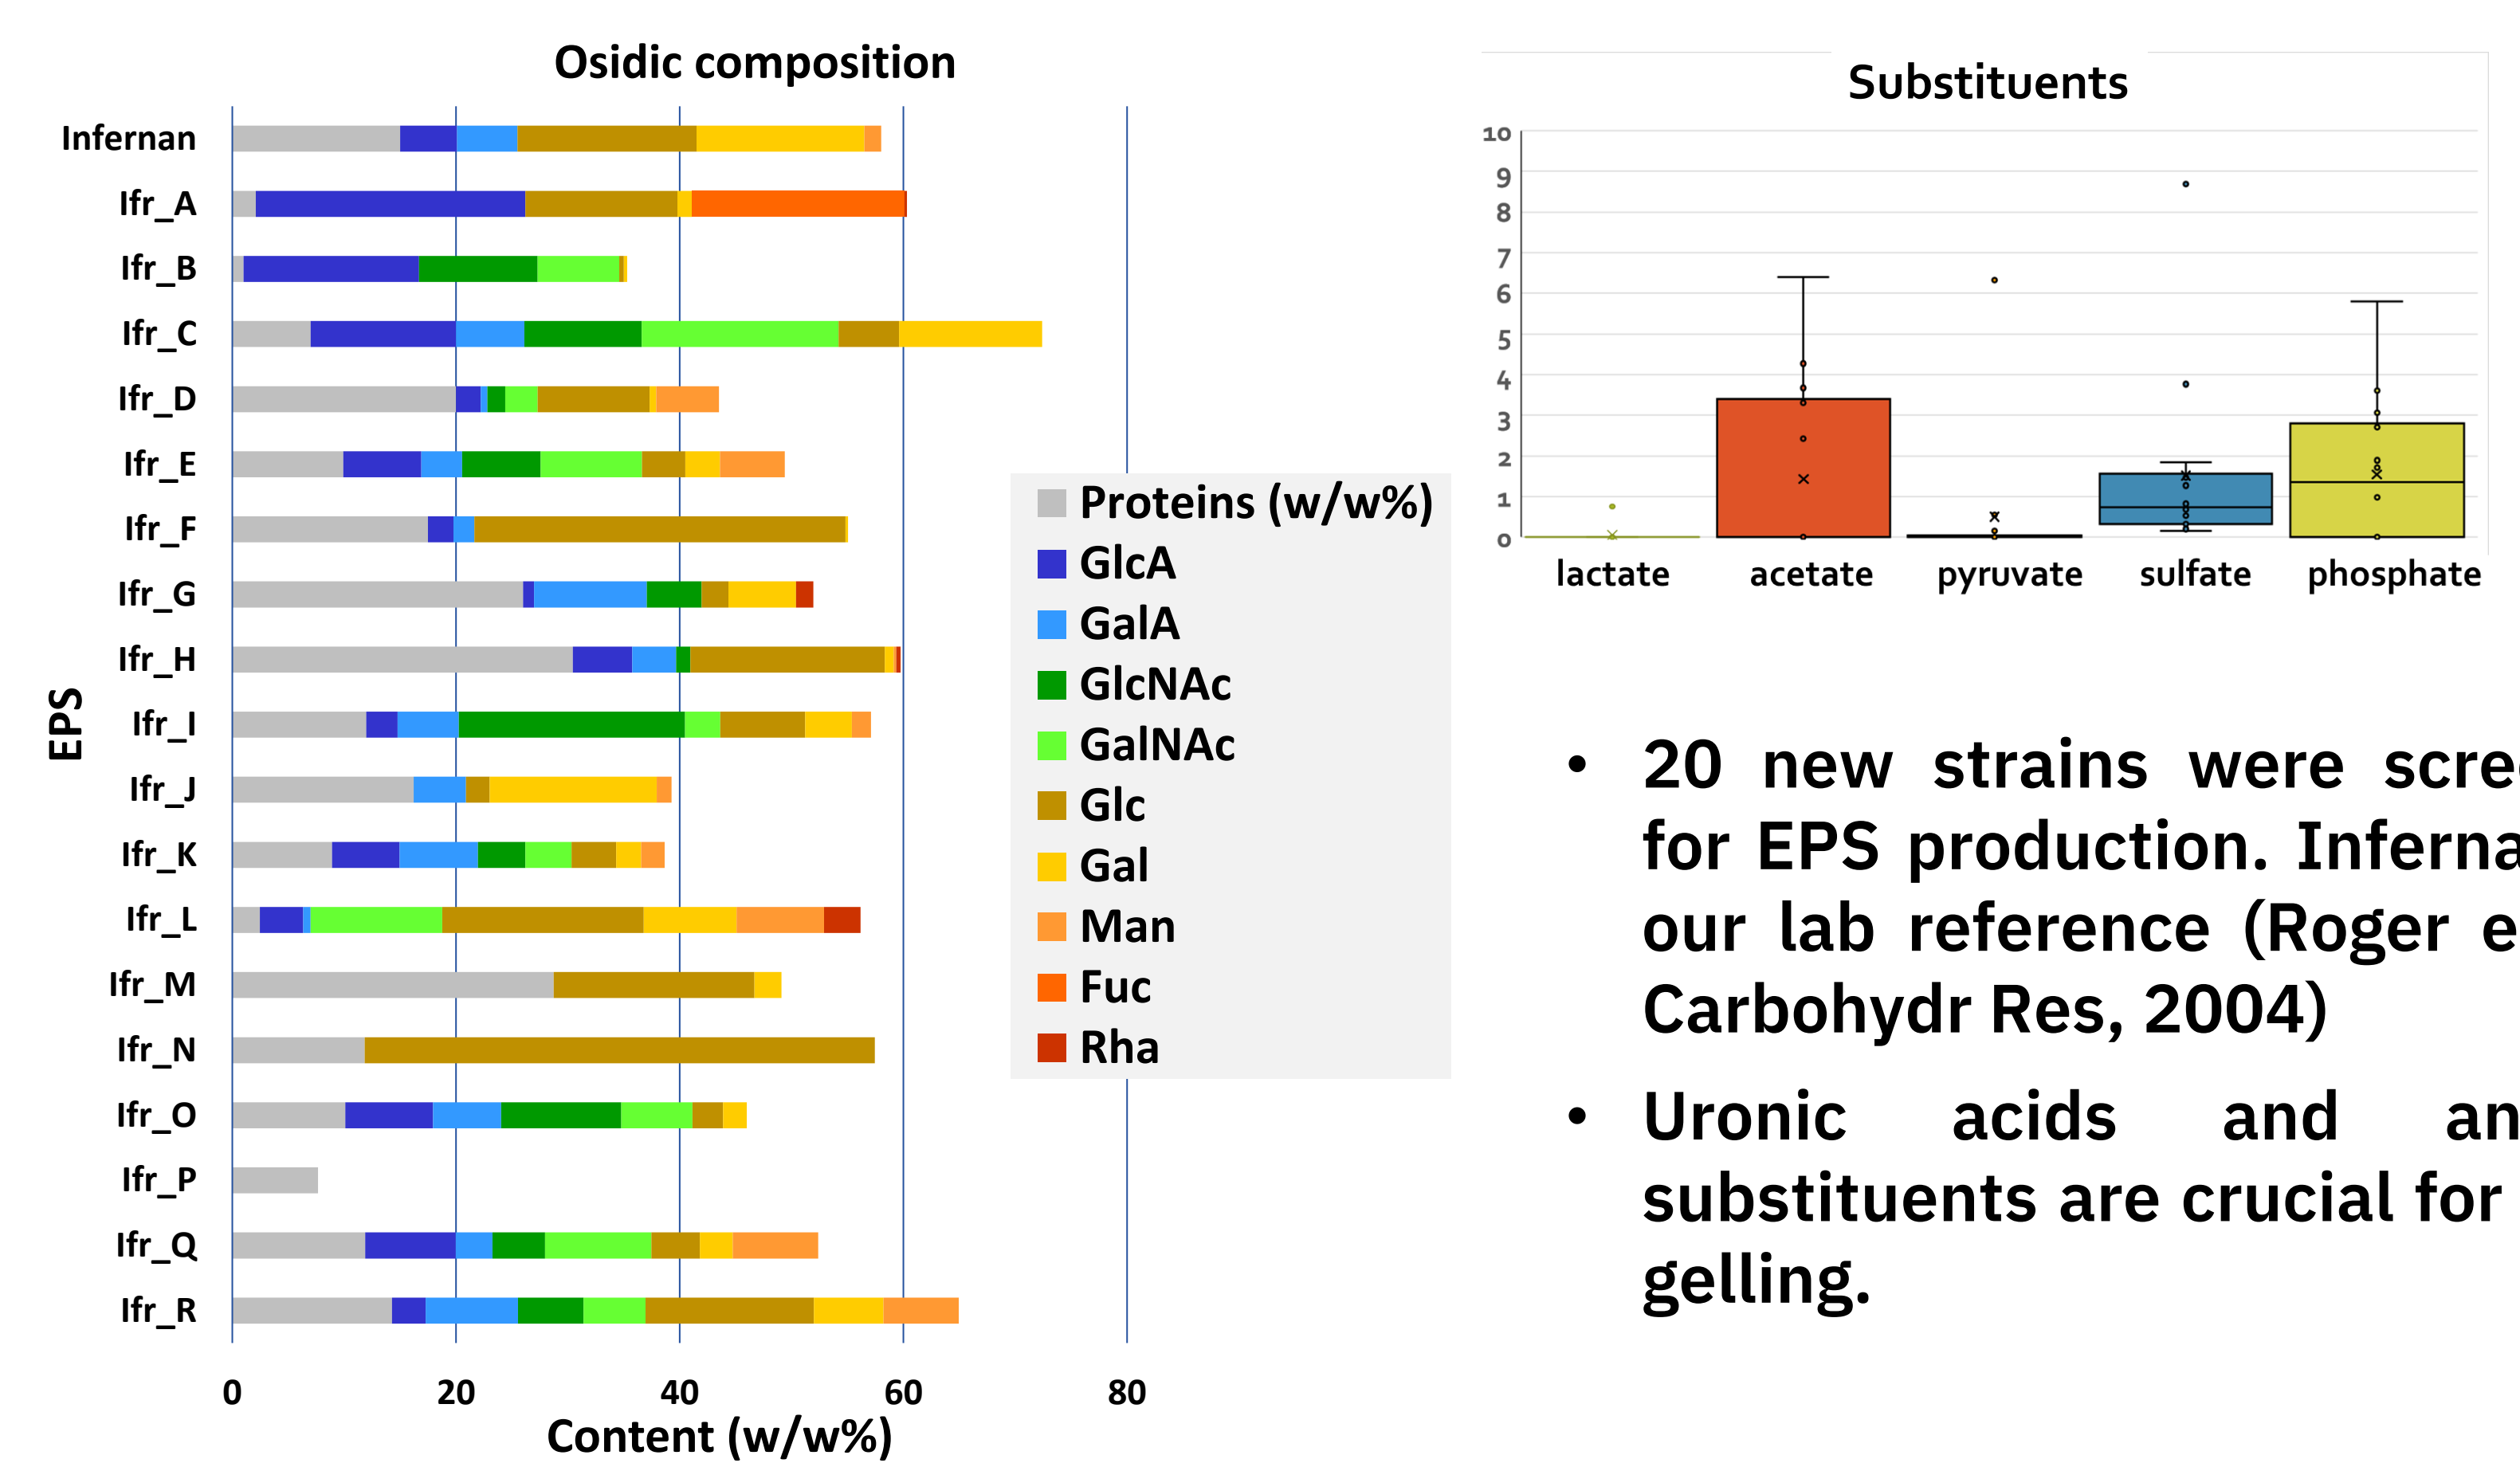 Osidic composition
Infernan
Ifr_A
Ifr_B
Ifr_C
Ifr_D
Ifr_E
Ifr_F
Ifr_G
Ifr_H
Ifr_I
Ifr_J
Ifr_K
Ifr_L
Ifr_M
Ifr_N
Ifr_O
Ifr_P
Ifr_Q
Ifr_R
EPS
0 20 40 60 80
Content (w/w%)
Proteins (w/w%)
GlcA
GalA
GlcNAc
GalNAc
Glc
Gal
Man
Fuc
Rha
Substituents
10
9
8
7
6
5
4
3
2
1
0
lactate acetate pyruvate sulfate phosphate
• 20 new strains were
for EPS production.
our lab reference (Roger
Carbohydr Res, 2004)
• Uronic acids and
substituents are crucial for
gelling.